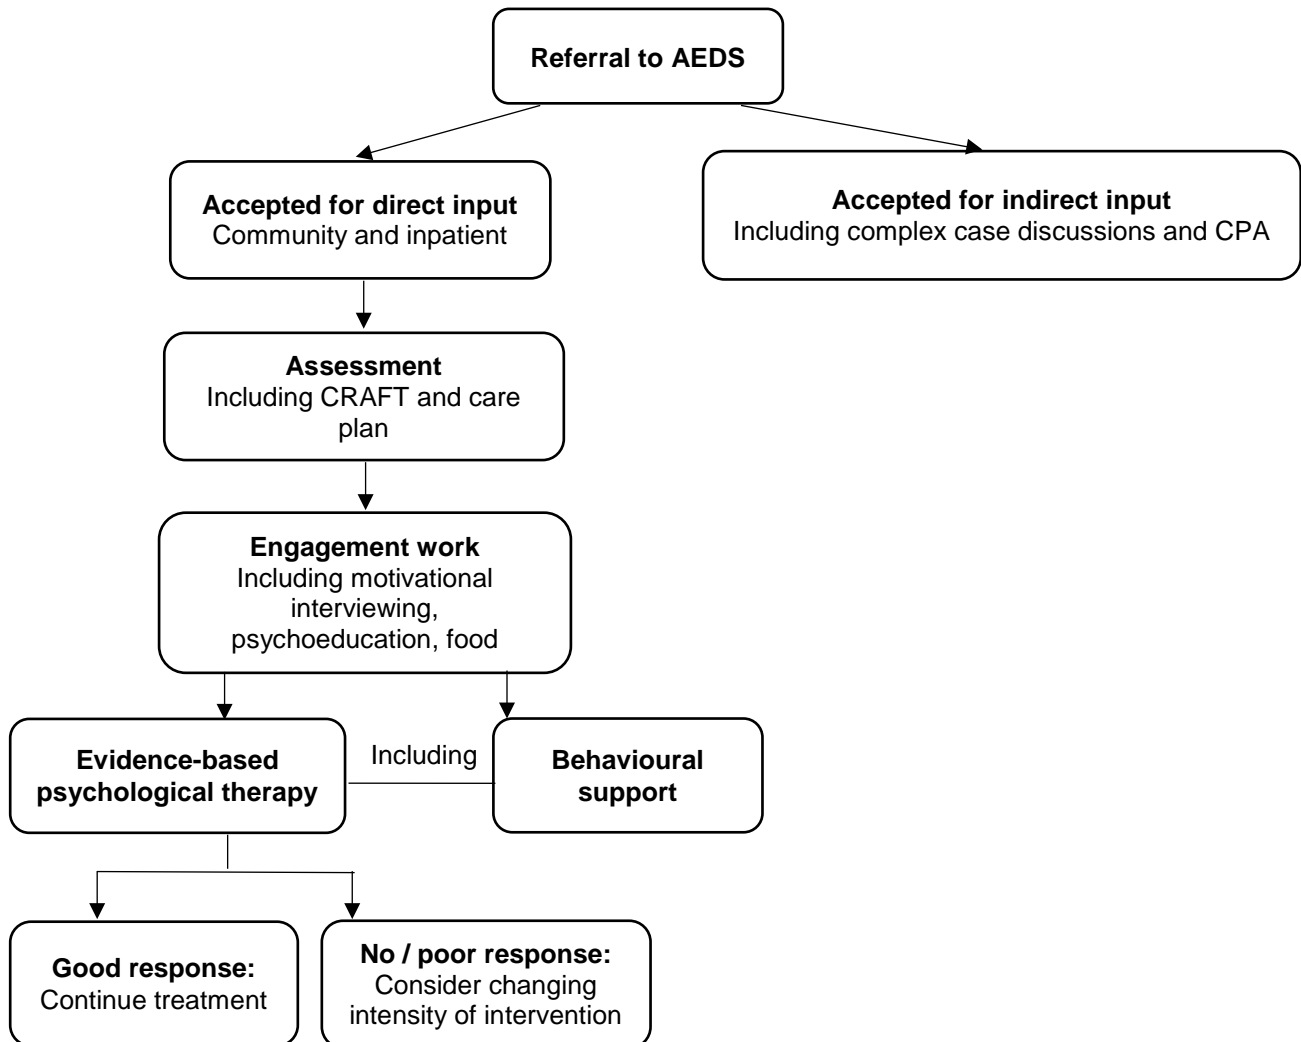 Referral to AEDS
Accepted for direct input
Community and inpatient
Accepted for indirect input
Including complex case discussions and CPA
Assessment
Including CRAFT and care
plan
Engagement work
Including motivational
interviewing,
psychoeducation, food
Evidence-based
psychological therapy
Including
Behavioural
support
Good response:
Continue treatment
No / poor response:
Consider changing
intensity of intervention